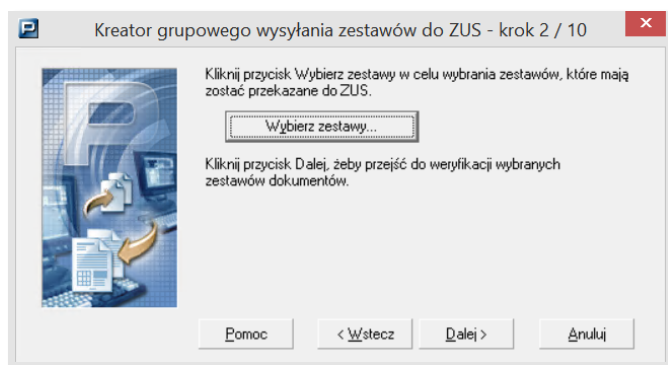 Kreator grupowego wysyłania zestawów do ZUS - krok 2 / 10
Kliknij przycisk Wybierz zestawy w celu wybrania zestawów, które mają
zostać przekazane do ZUS.
Wybierz zestawy...
Kliknij przycisk Dalej, żeby przejść do weryfikacji wybranych
zestawów dokumentów.
Pomoc < Wstecz Dalej > Anuluj